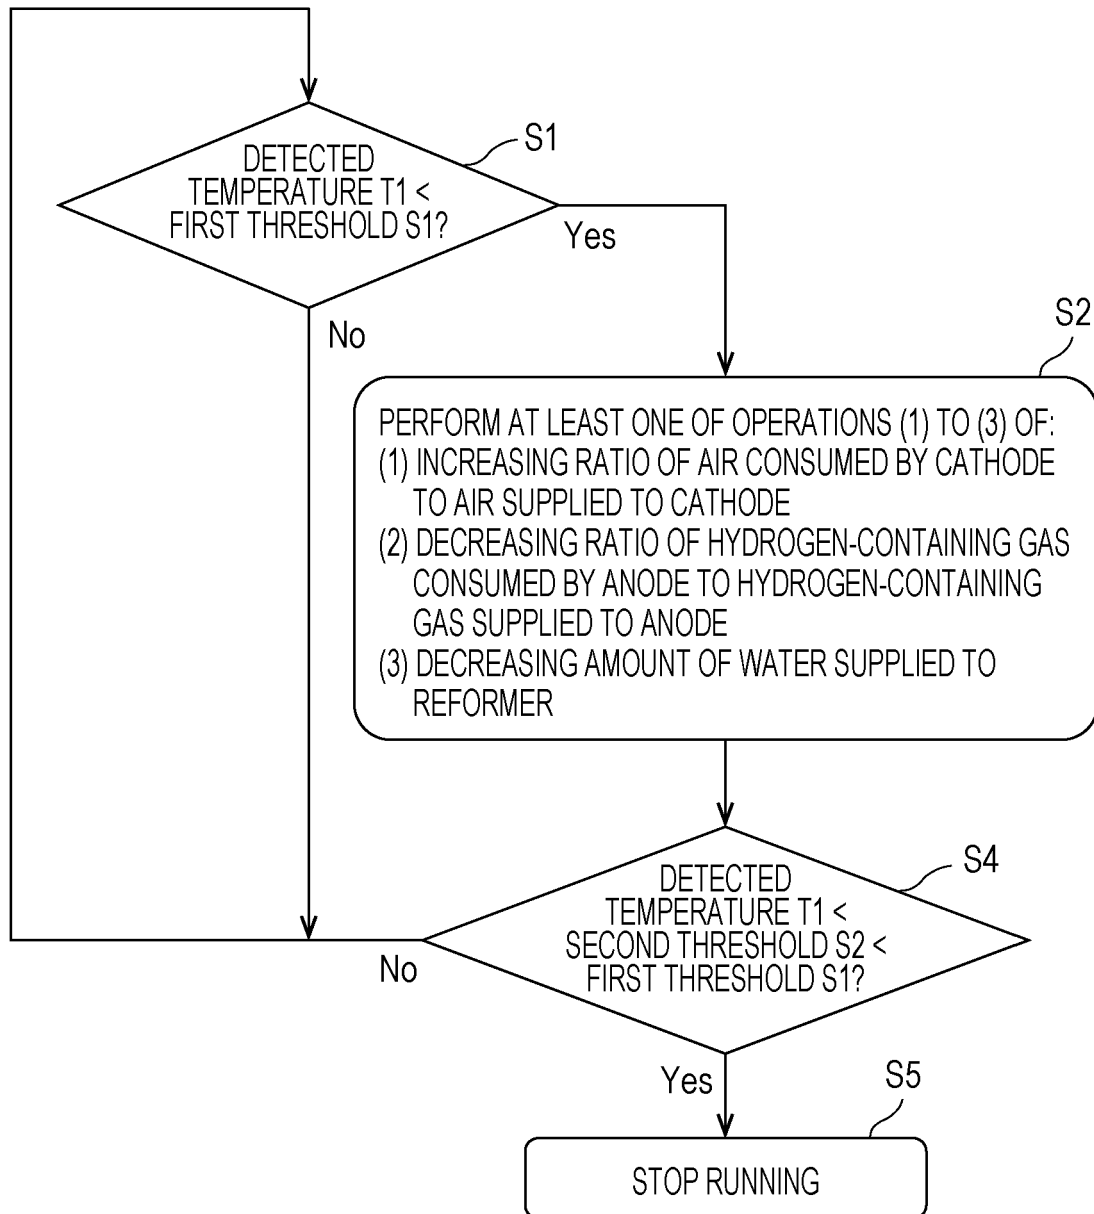 S1
DETECTED
TEMPERATURE T1 <
FIRST THRESHOLD S1?
Yes
No
S2
PERFORM AT LEAST ONE OF OPERATIONS (1) TO (3) OF:
(1) INCREASING RATIO OF AIR CONSUMED BY CATHODE
TO AIR SUPPLIED TO CATHODE
(2) DECREASING RATIO OF HYDROGEN-CONTAINING GAS
CONSUMED BY ANODE TO HYDROGEN-CONTAINING
GAS SUPPLIED TO ANODE
(3) DECREASING AMOUNT OF WATER SUPPLIED TO
REFORMER
S4
DETECTED
TEMPERATURE T1 <
SECOND THRESHOLD S2 <
FIRST THRESHOLD S1?
No
Yes
S5
STOP RUNNING